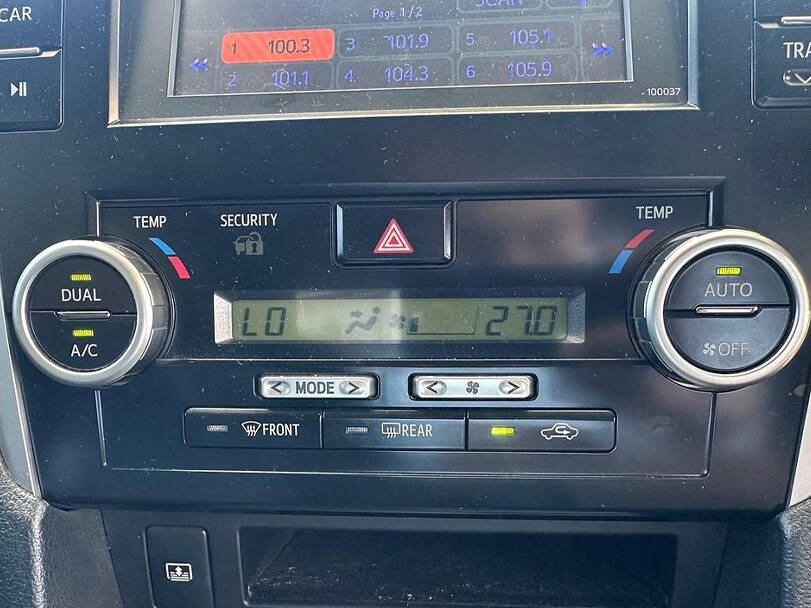 CAR
Page 1/2
SCAN
1 100.3 3 101.9 5 105.1
2 101.1 4 104.3 6 105.9
100037
TRA
TEMP SECURITY TEMP
DUAL AUTO
LO 27.0
A/C OFF
MODE
FRONT REAR